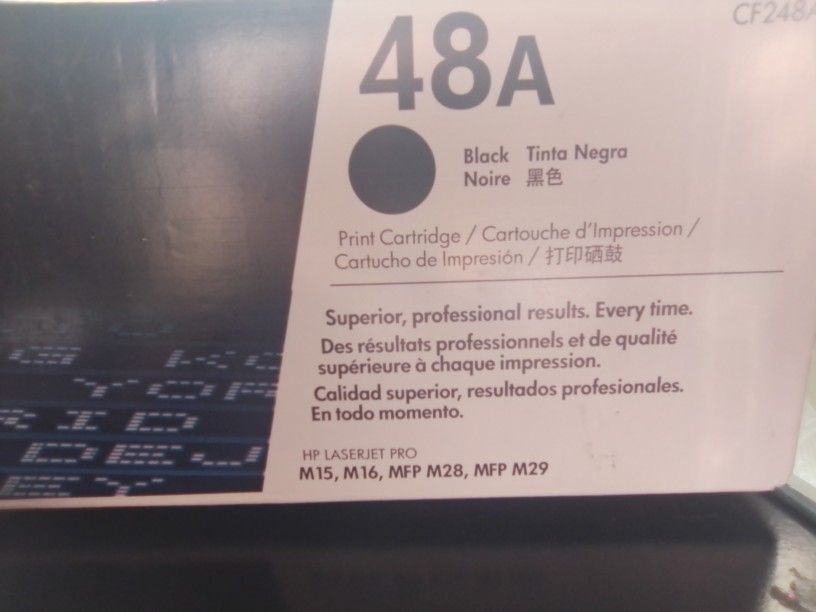 CF248A
48A
Black Tinta Negra
Noire 黑色
Print Cartridge / Cartouche d'Impression /
Cartucho de Impresión / 打印硒鼓
Superior, professional results. Every time.
Des résultats professionnels et de qualité
supérieure à chaque impression.
Calidad superior, resultados profesionales.
En todo momento.
HP LASERJET PRO
M15, M16, MFP M28, MFP M29